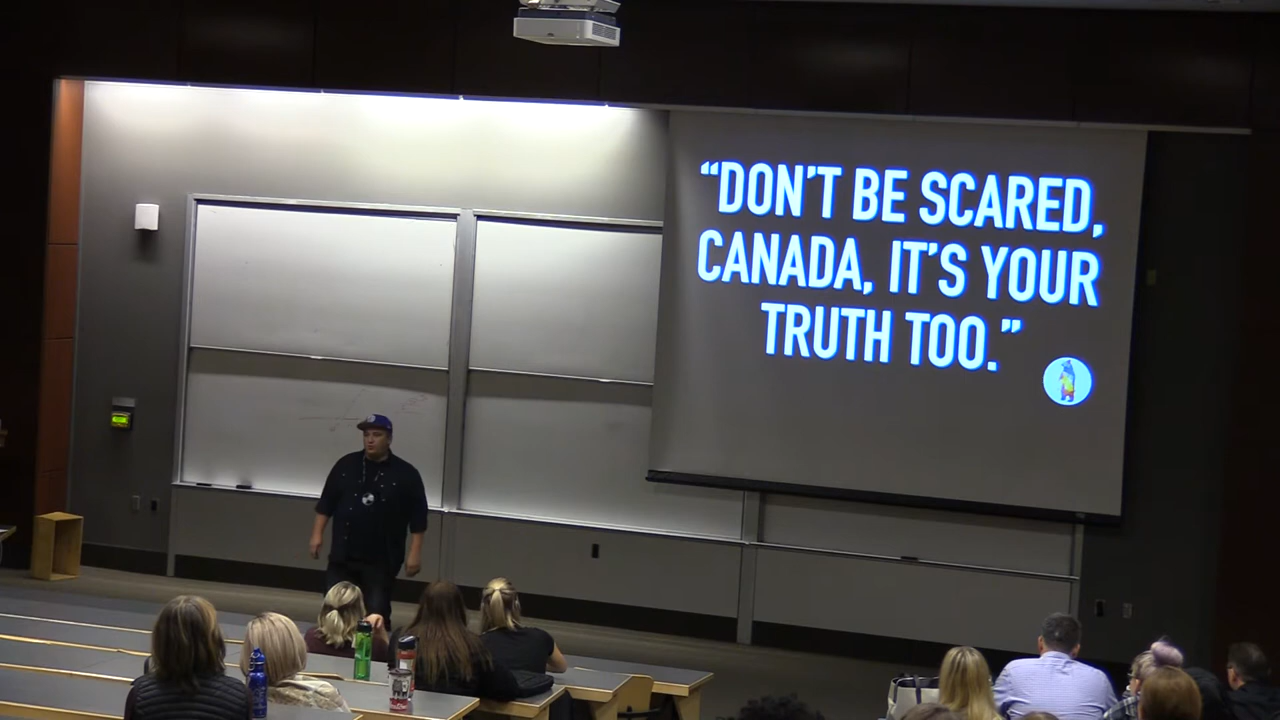 “DON’T BE SCARED,
CANADA, IT’S YOUR
TRUTH TOO.”